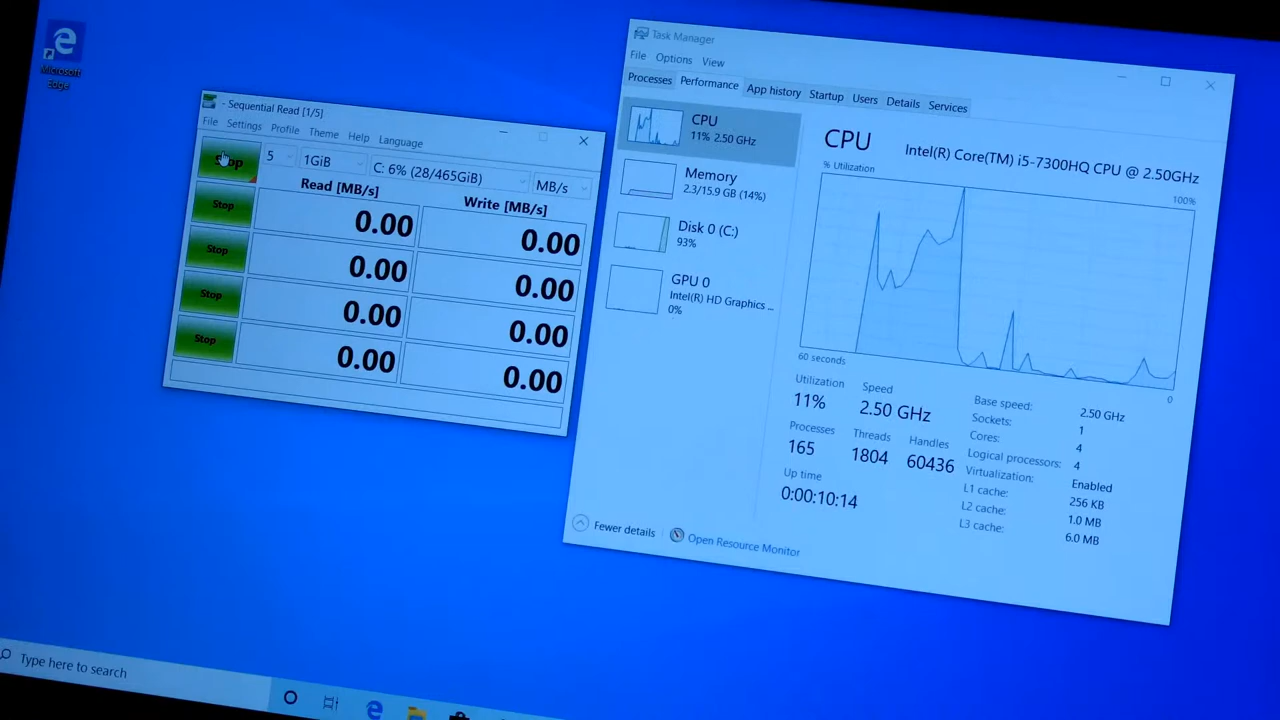 Microsoft
Edge
- Sequential Read [1/5]
File Settings Profile Theme Help Language
Stop 5 1GiB C: 6% (28/465GiB) MB/s
Read [MB/s] Write [MB/s]
Stop 0.00 0.00
Stop 0.00 0.00
Stop 0.00 0.00
Stop 0.00 0.00
Task Manager
File Options View
Processes Performance App history Startup Users Details Services
CPU
11% 2.50 GHz
Memory
2.3/15.9 GB (14%)
Disk 0 (C:)
93%
GPU 0
Intel(R) HD Graphics ...
0%
CPU Intel(R) Core(TM) i5-7300HQ CPU @ 2.50GHz
% Utilization 100%
60 seconds 0
Utilization Speed
11% 2.50 GHz
Processes Threads Handles
165 1804 60436
Up time
0:00:10:14
Base speed: 2.50 GHz
Sockets: 1
Cores: 4
Logical processors: 4
Virtualization: Enabled
L1 cache: 256 KB
L2 cache: 1.0 MB
L3 cache: 6.0 MB
Fewer details Open Resource Monitor
Type here to search